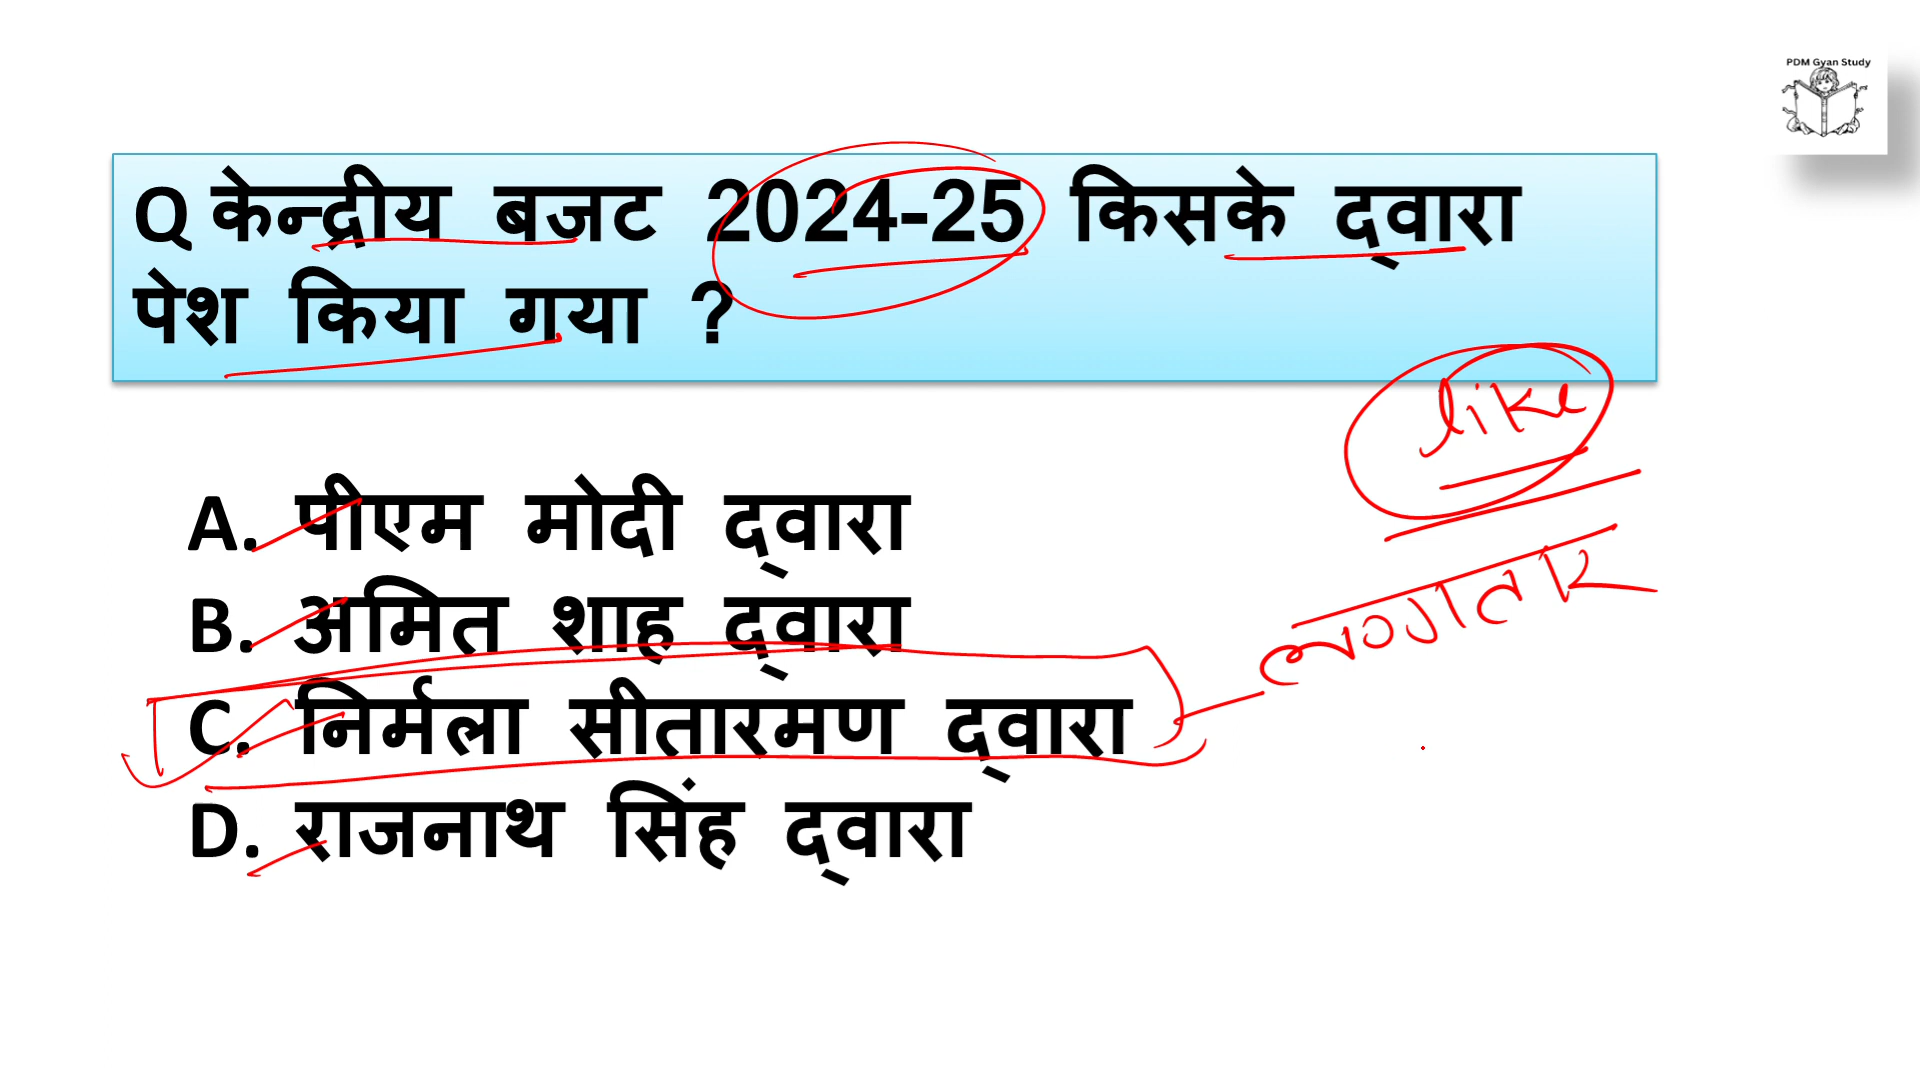 PDM Gyan Study
Q केन्द्रीय बजट 2024-25 किसके द्वारा
पेश किया गया ?
like
A. पीएम मोदी द्वारा
B. अमित शाह द्वारा
C. निर्मला सीतारमण द्वारा
D. राजनाथ सिंह द्वारा